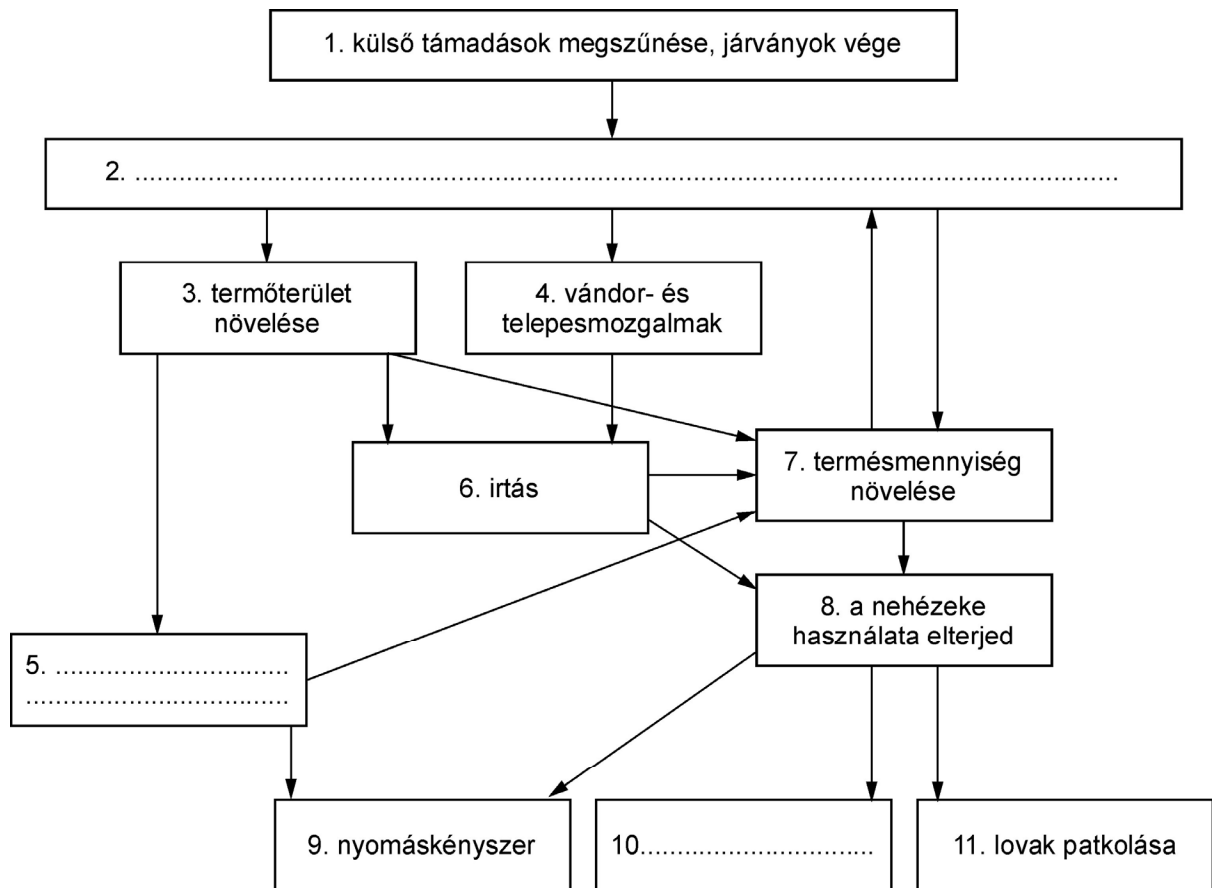 1. külső támadások megszűnése, járványok vége
2. ................................................................................................................................
3. termőterület
növelése
4. vándor- és
telepesmozgalmak
6. irtás
7. termésmennyiség
növelése
8. a nehézeke
használata elterjed
5. ...............................
...................................
9. nyomáskényszer
10...............................
11. lovak patkolása